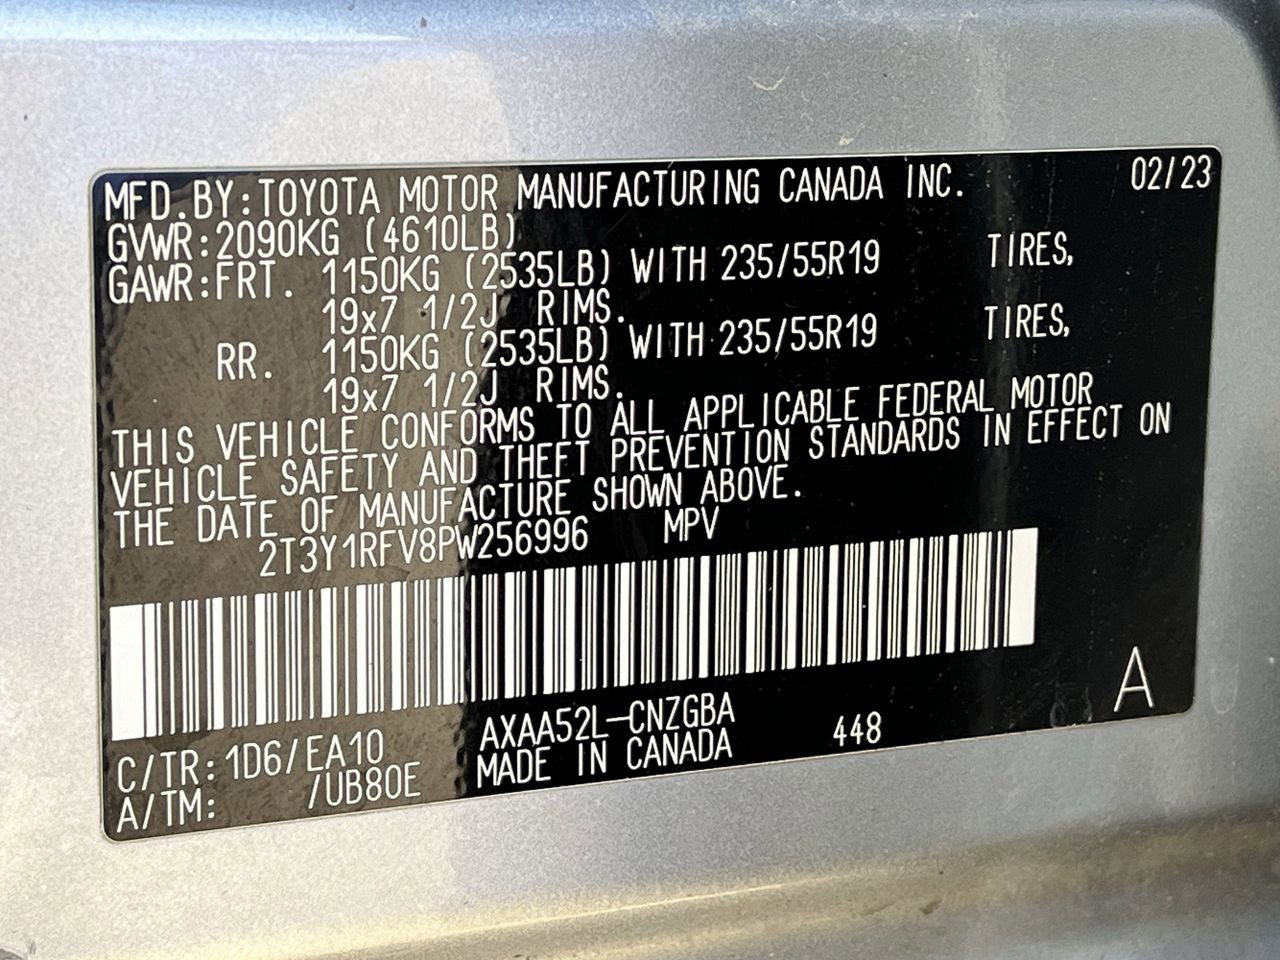 MFD.BY:TOYOTA MOTOR MANUFACTURING CANADA INC. 02/23
GVWR:2090KG (4610LB)
GAWR:FRT. 1150KG (2535LB) WITH 235/55R19 TIRES,
19x7 1/2J RIMS.
RR. 1150KG (2535LB) WITH 235/55R19 TIRES,
19x7 1/2J RIMS.
THIS VEHICLE CONFORMS TO ALL APPLICABLE FEDERAL MOTOR
VEHICLE SAFETY AND THEFT PREVENTION STANDARDS IN EFFECT ON
THE DATE OF MANUFACTURE SHOWN ABOVE.
2T3Y1RFV8PW256996 MPV
C/TR:1D6/EA10 AXAA52L-CNZGBA 448 A
A/TM: /UB80E MADE IN CANADA